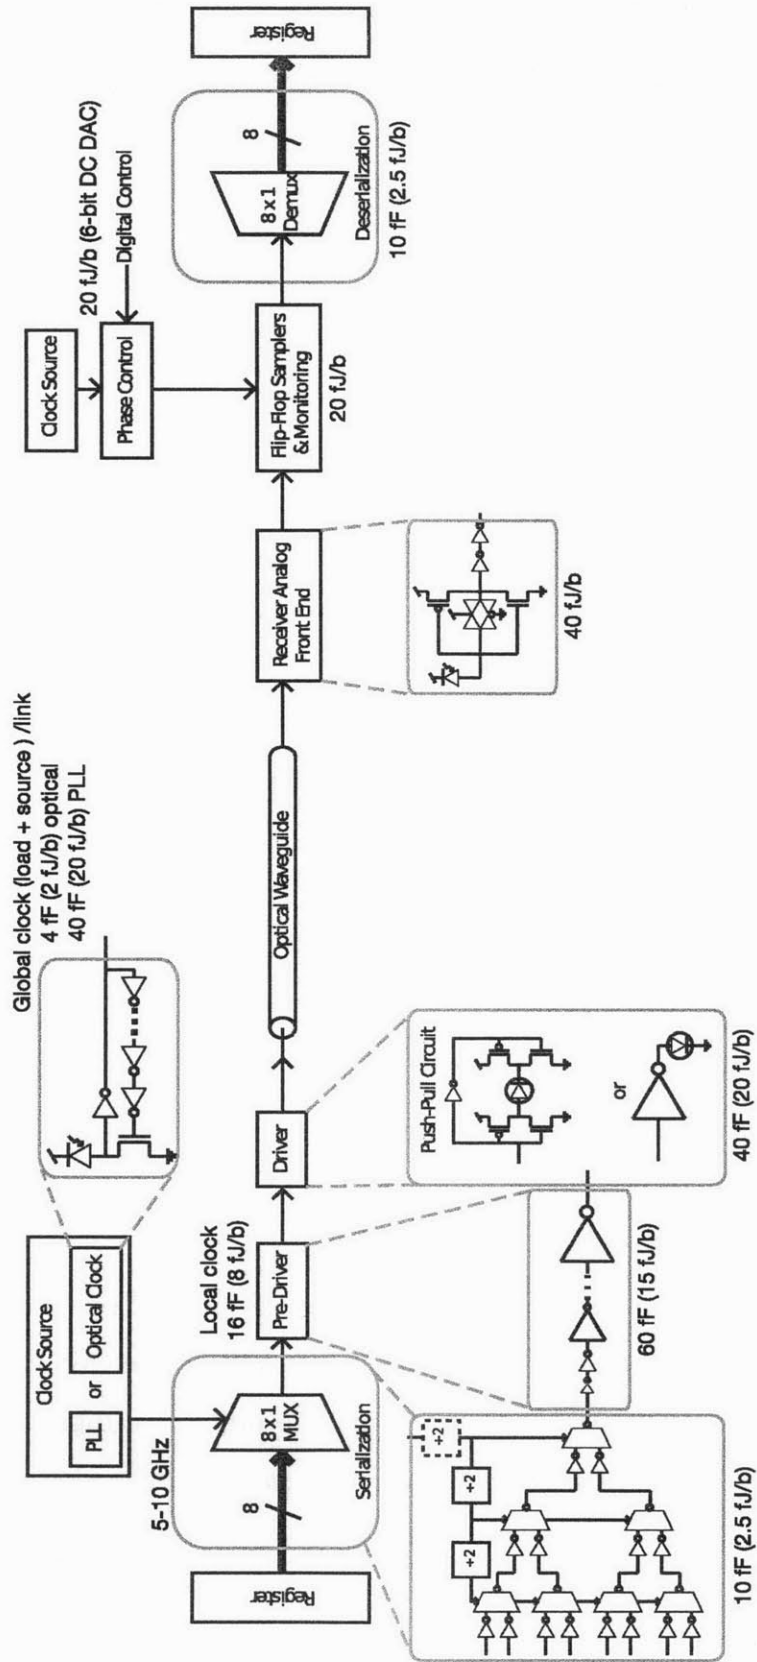 Global clock (load + source ) /link
4 fF (2 fJ/b) optical
40 fF (20 fJ/b) PLL
Clock Source
PLL
or
Optical Clock
5-10 GHz
Register
8
8x1
MUX
Serialization
Local clock
16 fF (8 fJ/b)
Pre-Driver
Driver
Optical Waveguide
Receiver Analog
Front End
Clock Source
Phase Control
20 fJ/b (6-bit DC DAC)
Digital Control
Flip-Flop Samplers
& Monitoring
20 fJ/b
8x1
Demux
8
Deserialization
10 fF (2.5 fJ/b)
Register
÷2
÷2
÷2
10 fF (2.5 fJ/b)
60 fF (15 fJ/b)
Push-Pull Circuit
or
40 fF (20 fJ/b)
40 fJ/b